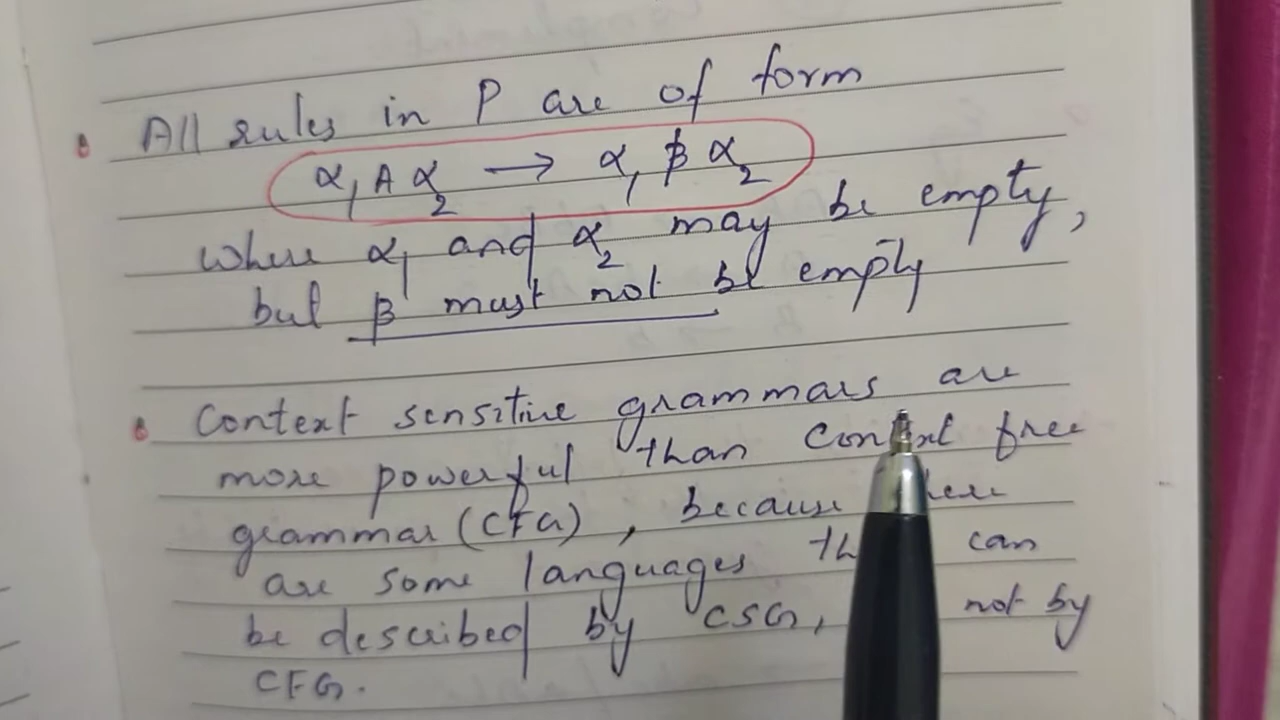 All rules in P are of form
α₁ A α₂ → α₁ β α₂
where α₁ and α₂ may be empty,
but β must not be empty
Context sensitive grammars are
more powerful than free
grammar (CFG), because
are some languages can
be described by CSG, not by
CFG.